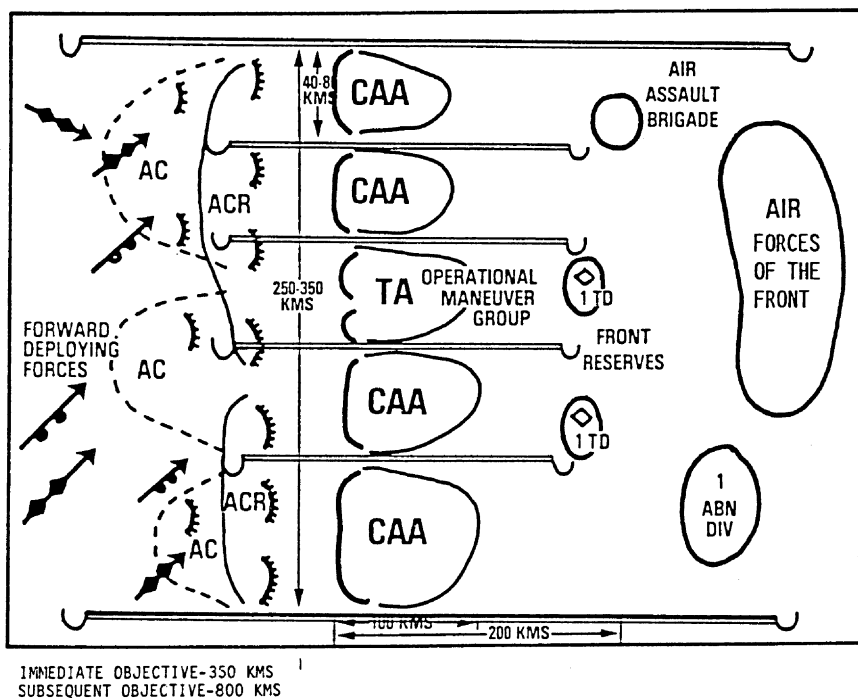 40-8
KMS
CAA
AIR
ASSAULT
BRIGADE
AC
ACR
CAA
AIR
FORCES
OF THE
FRONT
250-350
KMS
TA
OPERATIONAL
MANEUVER
GROUP
1 TD
FORWARD
DEPLOYING
FORCES
AC
FRONT
RESERVES
CAA
1 TD
ACR
AC
CAA
1
ABN
DIV
100 KMS
200 KMS
IMMEDIATE OBJECTIVE-350 KMS
SUBSEQUENT OBJECTIVE-800 KMS